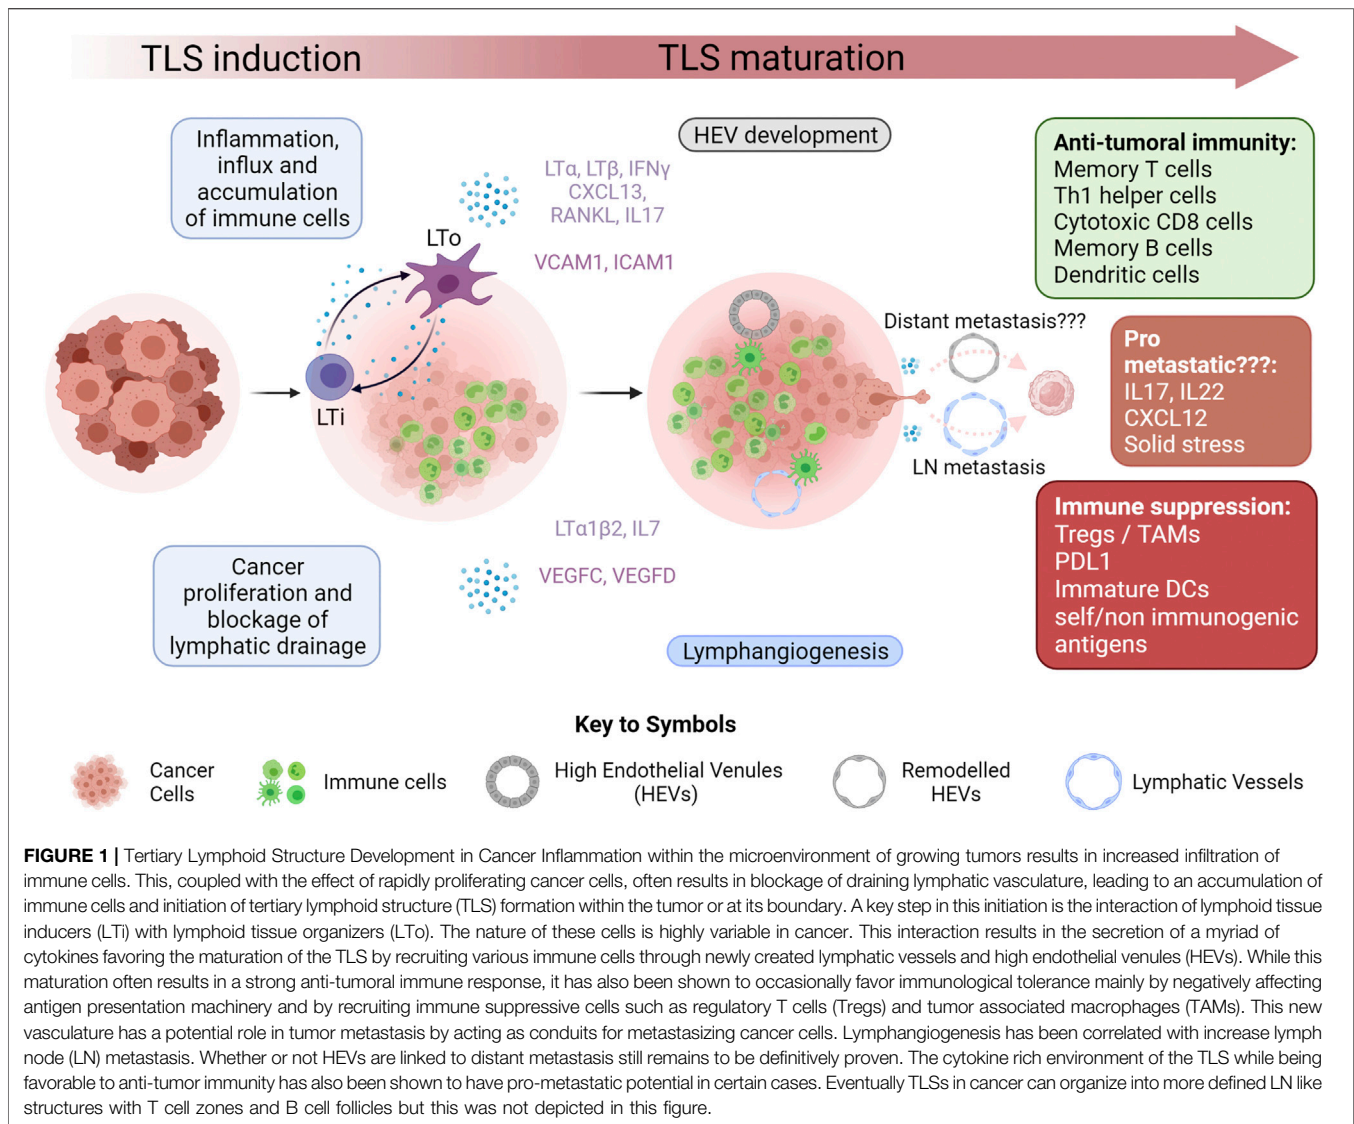 TLS induction
TLS maturation
Inflammation,
influx and
accumulation
of immune cells
LTα, LTβ, IFNγ
CXCL13,
RANKL, IL17
VCAM1, ICAM1
LTo
LTi
HEV development
Anti-tumoral immunity:
Memory T cells
Th1 helper cells
Cytotoxic CD8 cells
Memory B cells
Dendritic cells
Distant metastasis???
LN metastasis
Pro
metastatic???:
IL17, IL22
CXCL12
Solid stress
Cancer
proliferation and
blockage of
lymphatic drainage
LTα1β2, IL7
VEGFC, VEGFD
Lymphangiogenesis
Immune suppression:
Tregs / TAMs
PDL1
Immature DCs
self/non immunogenic
antigens
Key to Symbols
Cancer
Cells
Immune cells
High Endothelial Venules
(HEVs)
Remodelled
HEVs
Lymphatic Vessels
FIGURE 1 | Tertiary Lymphoid Structure Development in Cancer Inflammation within the microenvironment of growing tumors results in increased infiltration of
immune cells. This, coupled with the effect of rapidly proliferating cancer cells, often results in blockage of draining lymphatic vasculature, leading to an accumulation of
immune cells and initiation of tertiary lymphoid structure (TLS) formation within the tumor or at its boundary. A key step in this initiation is the interaction of lymphoid tissue
inducers (LTi) with lymphoid tissue organizers (LTo). The nature of these cells is highly variable in cancer. This interaction results in the secretion of a myriad of
cytokines favoring the maturation of the TLS by recruiting various immune cells through newly created lymphatic vessels and high endothelial venules (HEVs). While this
maturation often results in a strong anti-tumoral immune response, it has also been shown to occasionally favor immunological tolerance mainly by negatively affecting
antigen presentation machinery and by recruiting immune suppressive cells such as regulatory T cells (Tregs) and tumor associated macrophages (TAMs). This new
vasculature has a potential role in tumor metastasis by acting as conduits for metastasizing cancer cells. Lymphangiogenesis has been correlated with increase lymph
node (LN) metastasis. Whether or not HEVs are linked to distant metastasis still remains to be definitively proven. The cytokine rich environment of the TLS while being
favorable to anti-tumor immunity has also been shown to have pro-metastatic potential in certain cases. Eventually TLSs in cancer can organize into more defined LN like
structures with T cell zones and B cell follicles but this was not depicted in this figure.